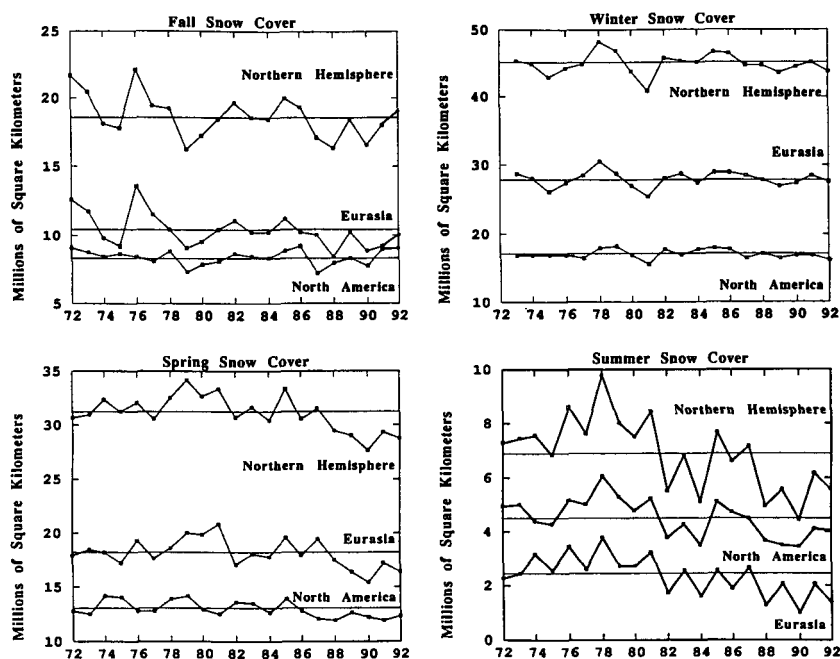 Fall Snow Cover
Millions of Square Kilometers
25
20
15
10
5
Northern Hemisphere
Eurasia
North America
72 74 76 78 80 82 84 86 88 90 92
Winter Snow Cover
Millions of Square Kilometers
50
40
30
20
10
Northern Hemisphere
Eurasia
North America
72 74 76 78 80 82 84 86 88 90 92
Spring Snow Cover
Millions of Square Kilometers
35
30
25
20
15
10
Northern Hemisphere
Eurasia
North America
72 74 76 78 80 82 84 86 88 90 92
Summer Snow Cover
Millions of Square Kilometers
10
8
6
4
2
0
Northern Hemisphere
North America
Eurasia
72 74 76 78 80 82 84 86 88 90 92